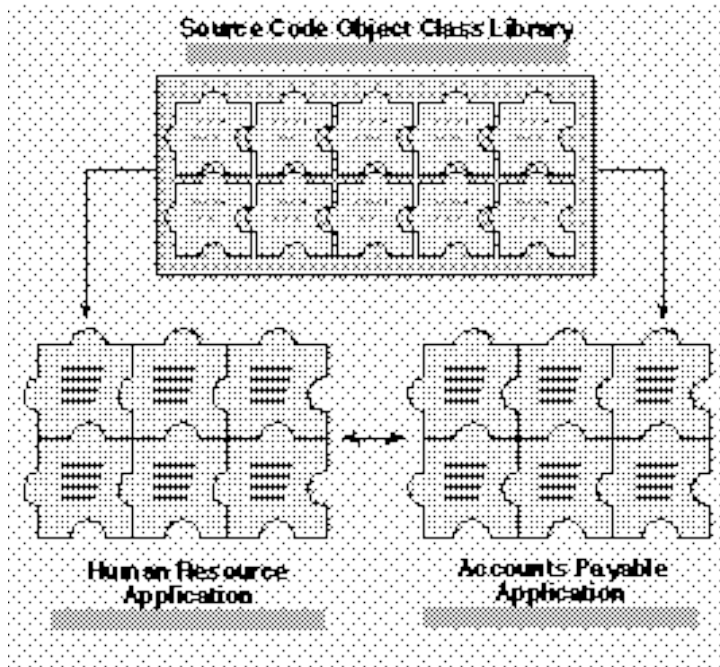 Source Code Object Class Library
Human Resource
Application
Accounts Payable
Application